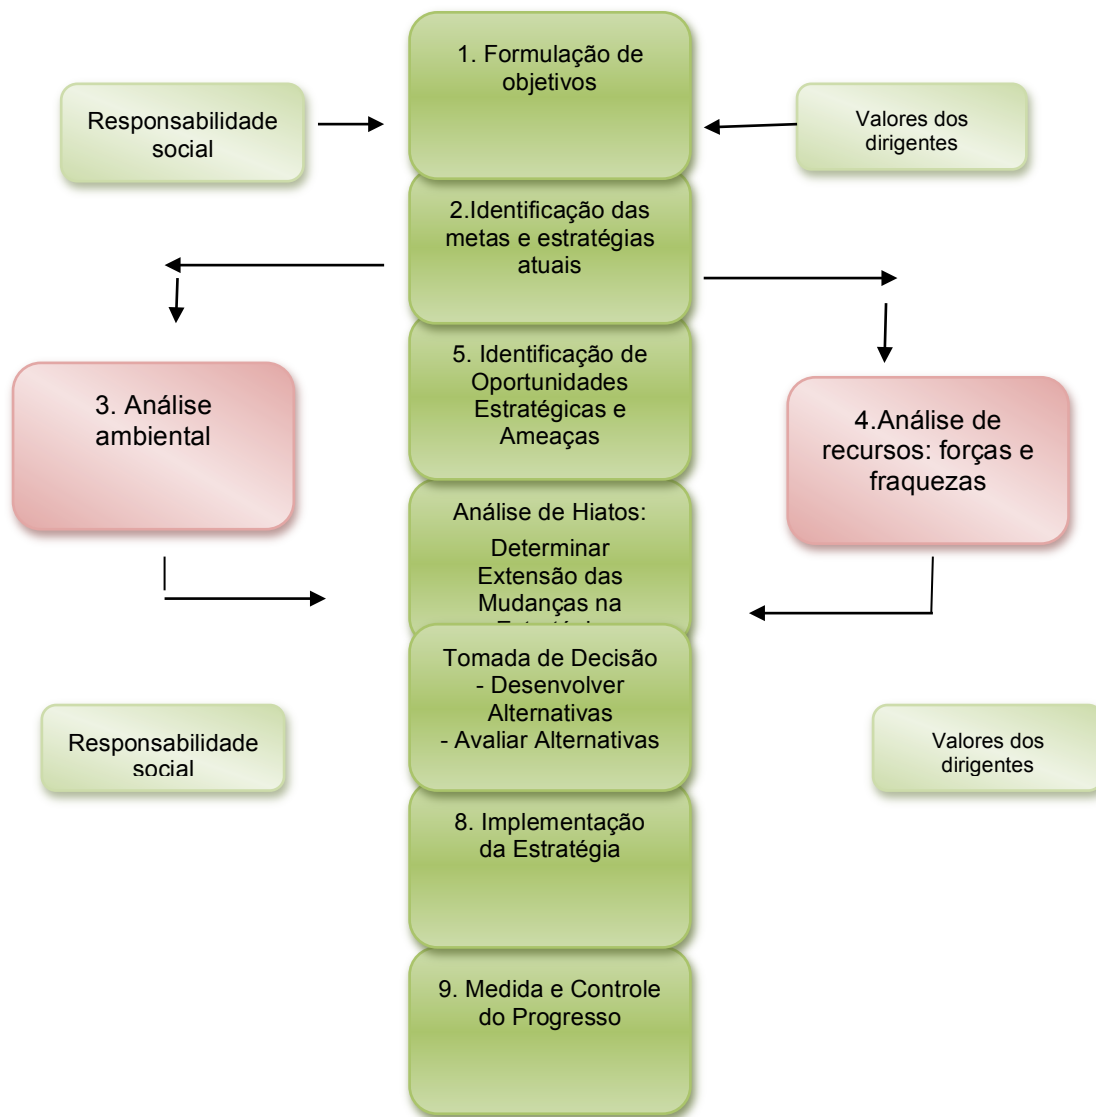 1. Formulação de
objetivos
Responsabilidade
social
Valores dos
dirigentes
2.Identificação das
metas e estratégias
atuais
5. Identificação de
Oportunidades
Estratégicas e
Ameaças
3. Análise
ambiental
4.Análise de
recursos: forças e
fraquezas
Análise de Hiatos:
Determinar
Extensão das
Mudanças na
Tomada de Decisão
- Desenvolver
Alternativas
- Avaliar Alternativas
Responsabilidade
social
Valores dos
dirigentes
8. Implementação
da Estratégia
9. Medida e Controle
do Progresso